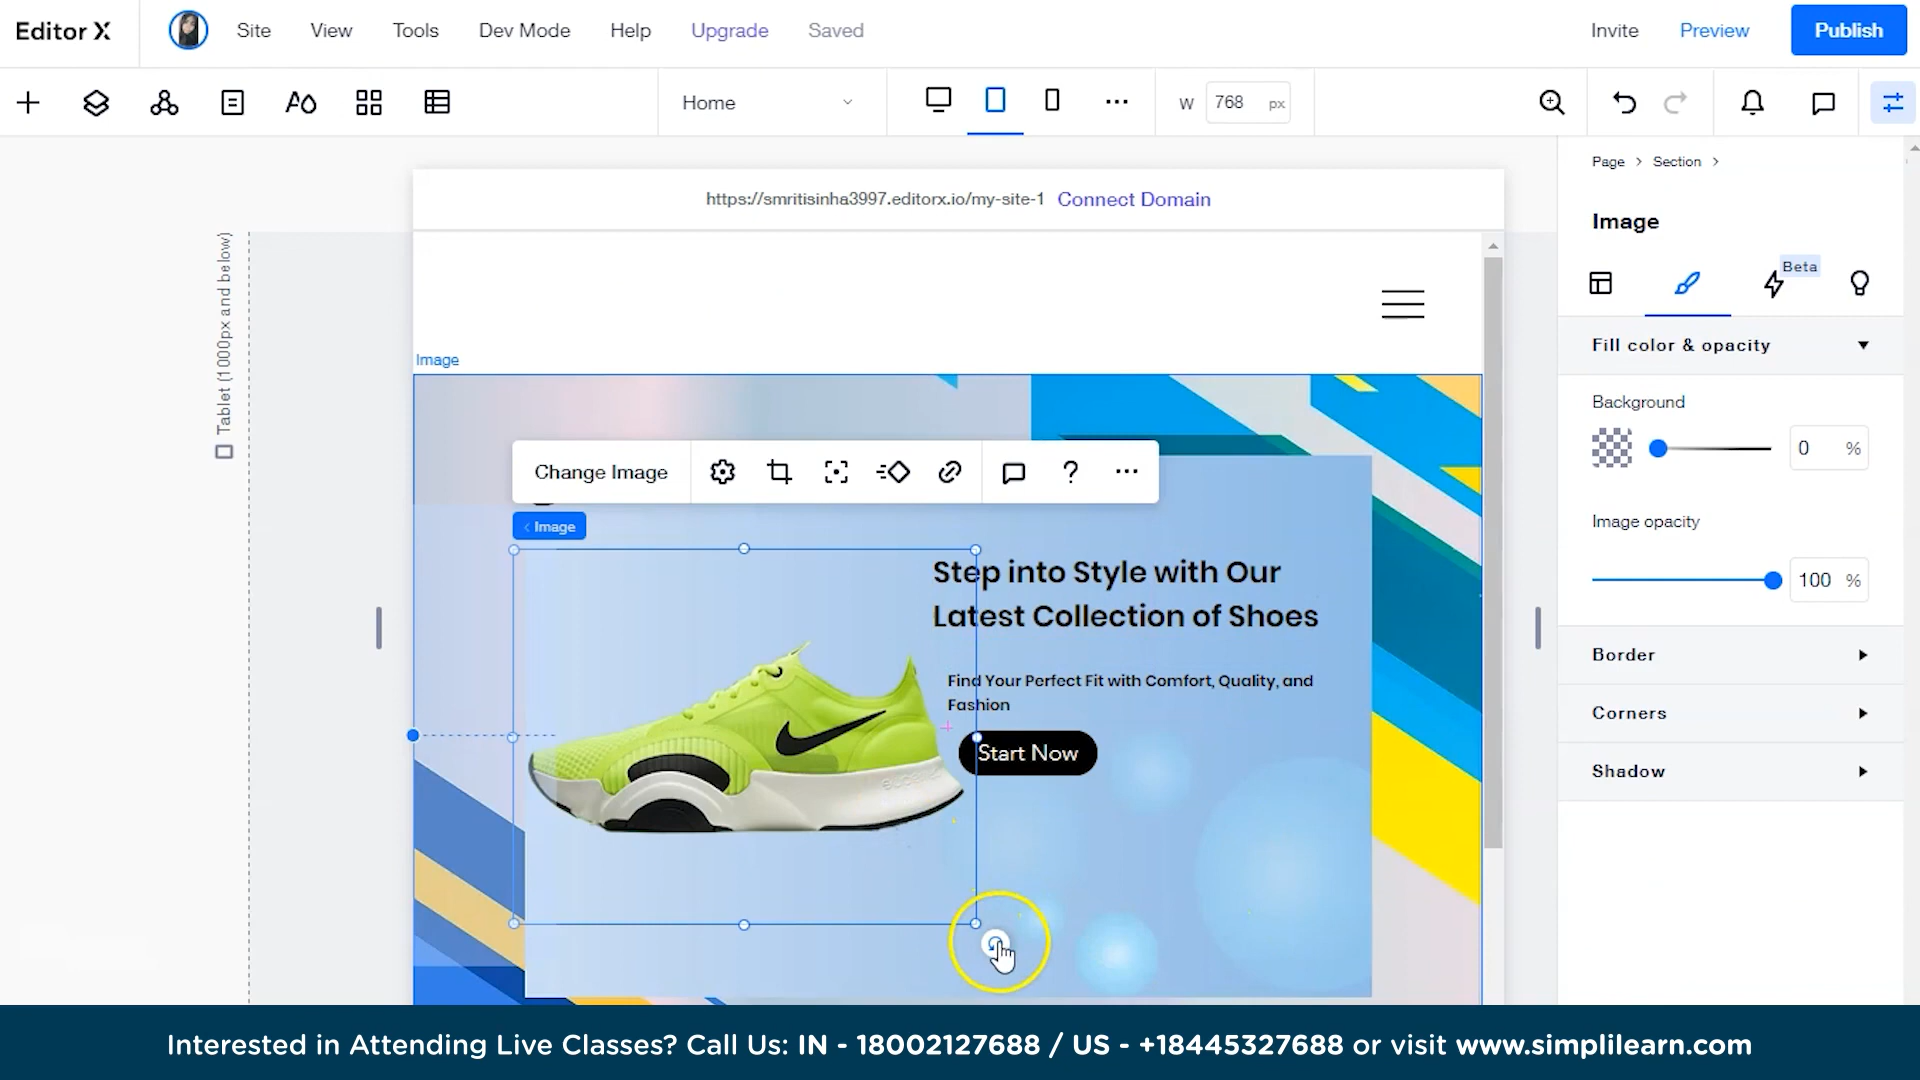 Editor X
Site
View
Tools
Dev Mode
Help
Upgrade
Saved
Invite
Preview
Publish
Home
W
768
px
Page > Section >
https://smritisinha3997.editorx.io/my-site-1
Connect Domain
Image
Beta
Tablet (1000px and below)
Fill color & opacity
Background
0 %
Image opacity
100 %
Border
Corners
Shadow
Image
Change Image
?
< Image
Step into Style with Our
Latest Collection of Shoes
Find Your Perfect Fit with Comfort, Quality, and
Fashion
Start Now
Interested in Attending Live Classes? Call Us: IN - 18002127688 / US - +18445327688 or visit www.simplilearn.com